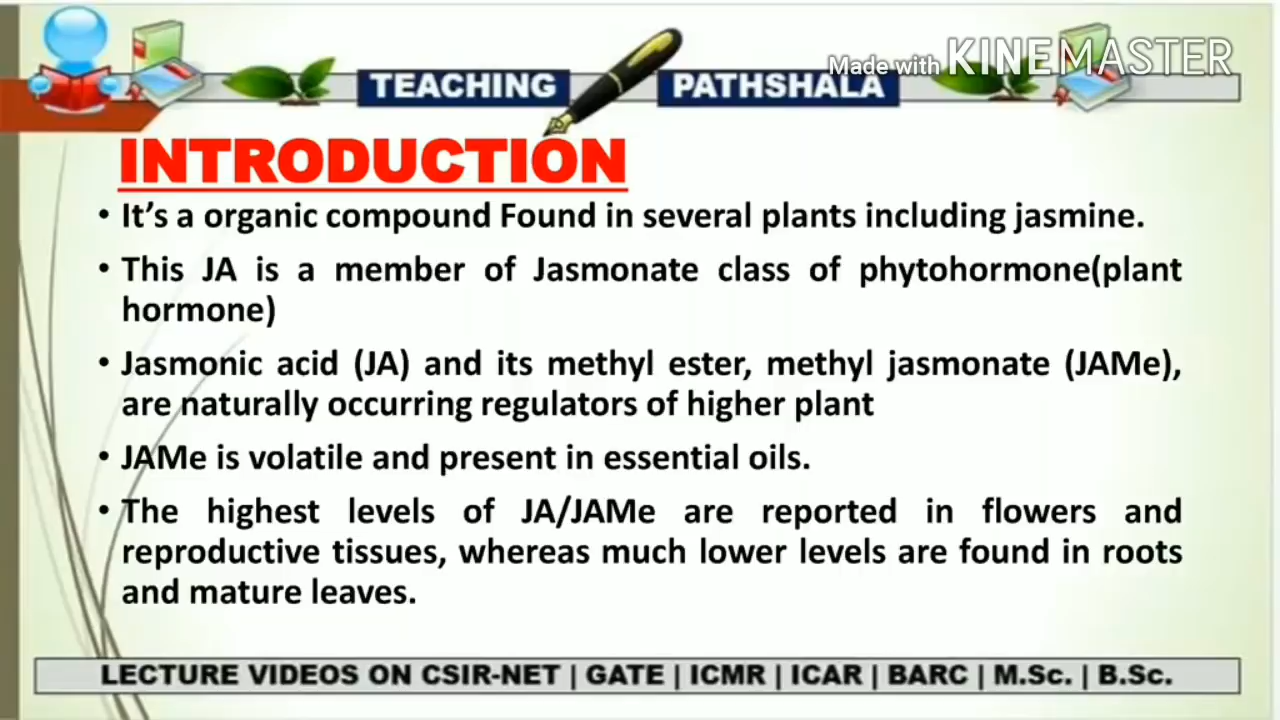 Made with KINEMASTER
TEACHING PATHSHALA
INTRODUCTION
• It's a organic compound Found in several plants including jasmine.
• This JA is a member of Jasmonate class of phytohormone(plant
hormone)
• Jasmonic acid (JA) and its methyl ester, methyl jasmonate (JAMe),
are naturally occurring regulators of higher plant
• JAMe is volatile and present in essential oils.
• The highest levels of JA/JAMe are reported in flowers and
reproductive tissues, whereas much lower levels are found in roots
and mature leaves.
LECTURE VIDEOS ON CSIR-NET | GATE | ICMR | ICAR | BARC | M.Sc. | B.Sc.